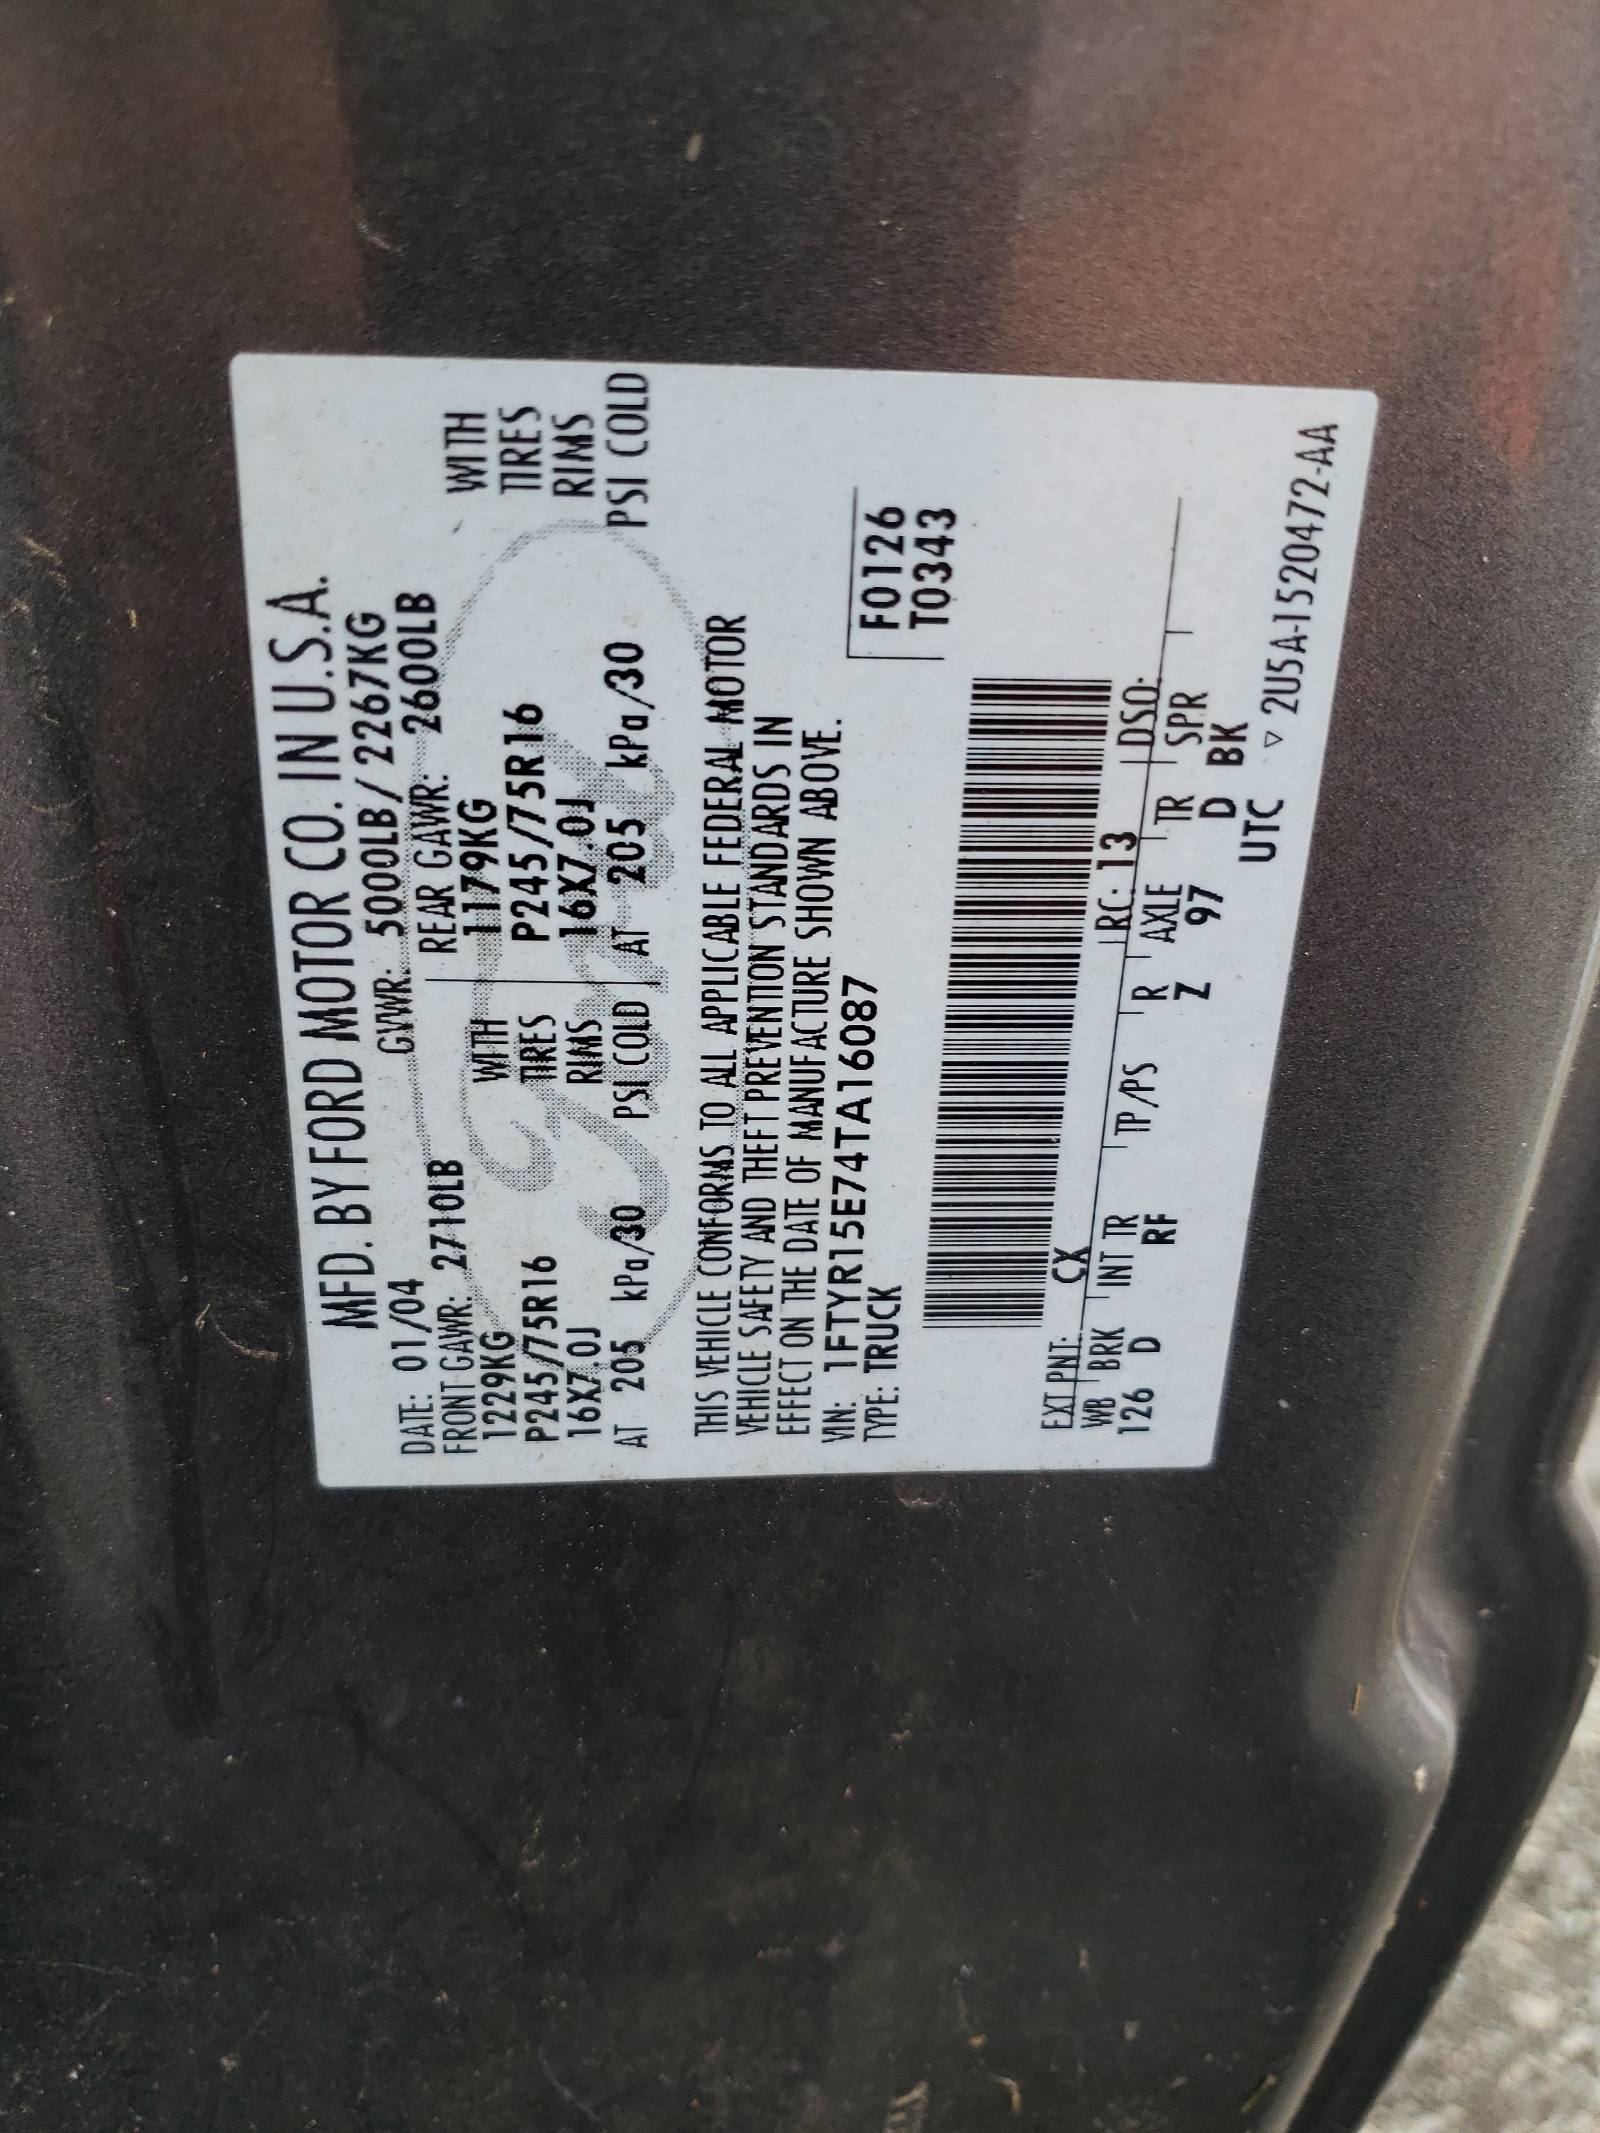 MFD. BY FORD MOTOR CO. IN U.S.A.
DATE: 01/04 GVWR: 5000LB/2267KG
FRONT GAWR: 2710LB REAR GAWR: 2600LB
1229KG WITH 1179KG WITH
P245/75R16 TIRES P245/75R16 TIRES
16X7.0J RIMS 16X7.0J RIMS
AT 205 kPa/30 PSI COLD AT 205 kPa/30 PSI COLD
THIS VEHICLE CONFORMS TO ALL APPLICABLE FEDERAL MOTOR
VEHICLE SAFETY AND THEFT PREVENTION STANDARDS IN
EFFECT ON THE DATE OF MANUFACTURE SHOWN ABOVE.
VIN: 1FTYR15E74TA16087
TYPE: TRUCK
F0126
T0343
EXT PNT: CX RC: 13 DSO:
WB BRK INT TR TP/PS R AXLE TR SPR
126 D RF Z 97 D BK
UTC ▽ 2U5A-1520472-AA